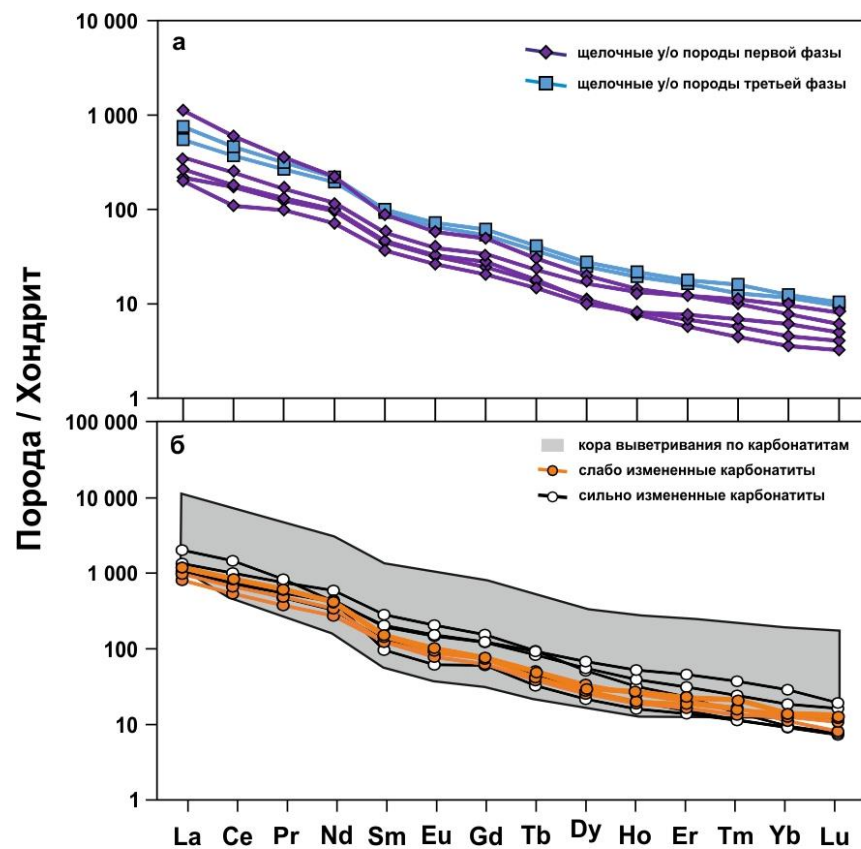 Порода / Хондрит
10 000
1 000
100
10
1
а
щелочные у/о породы первой фазы
щелочные у/о породы третьей фазы
100 000
10 000
1 000
100
10
1
б
кора выветривания по карбонатитам
слабо измененные карбонатиты
сильно измененные карбонатиты
La Ce Pr Nd Sm Eu Gd Tb Dy Ho Er Tm Yb Lu